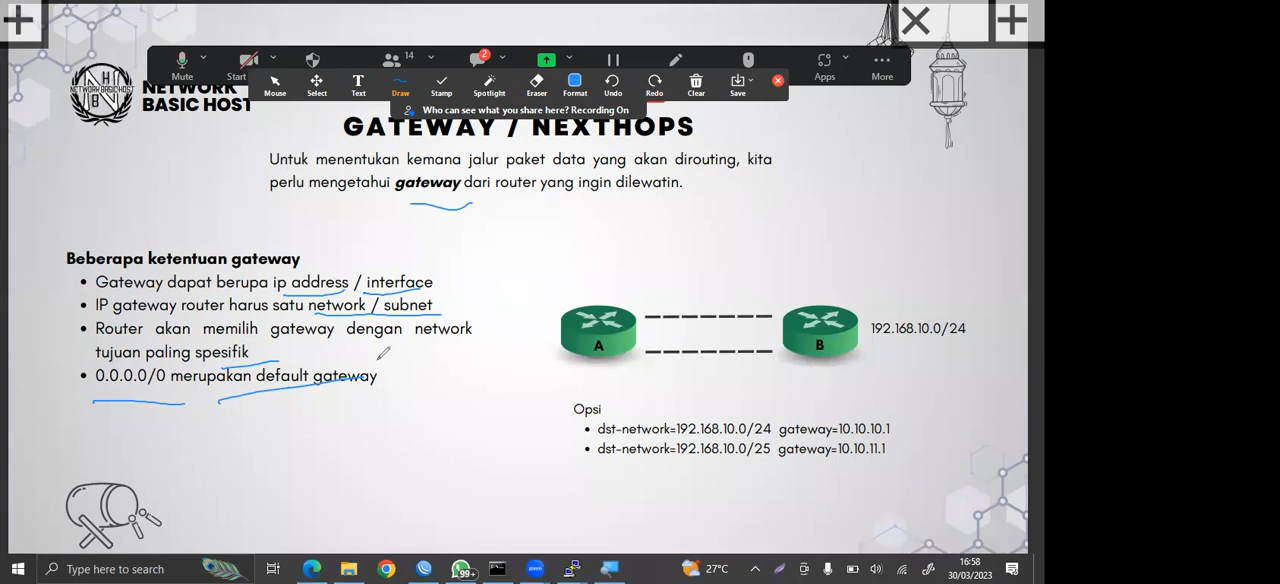 14
2
Mute
Start
Apps
More
Mouse
Select
Text
Draw
Stamp
Spotlight
Eraser
Format
Undo
Redo
Clear
Save
Who can see what you share here? Recording On
NETWORK
BASIC HOST
GATEWAY / NEXTHOPS
Untuk menentukan kemana jalur paket data yang akan dirouting, kita
perlu mengetahui gateway dari router yang ingin dilewatin.
Beberapa ketentuan gateway
Gateway dapat berupa ip address / interface
IP gateway router harus satu network / subnet
Router akan memilih gateway dengan network
tujuan paling spesifik
0.0.0.0/0 merupakan default gateway
A
B
192.168.10.0/24
Opsi
dst-network=192.168.10.0/24 gateway=10.10.10.1
dst-network=192.168.10.0/25 gateway=10.10.11.1
Type here to search
99+
zoom
27°C
16:58
30/03/2023